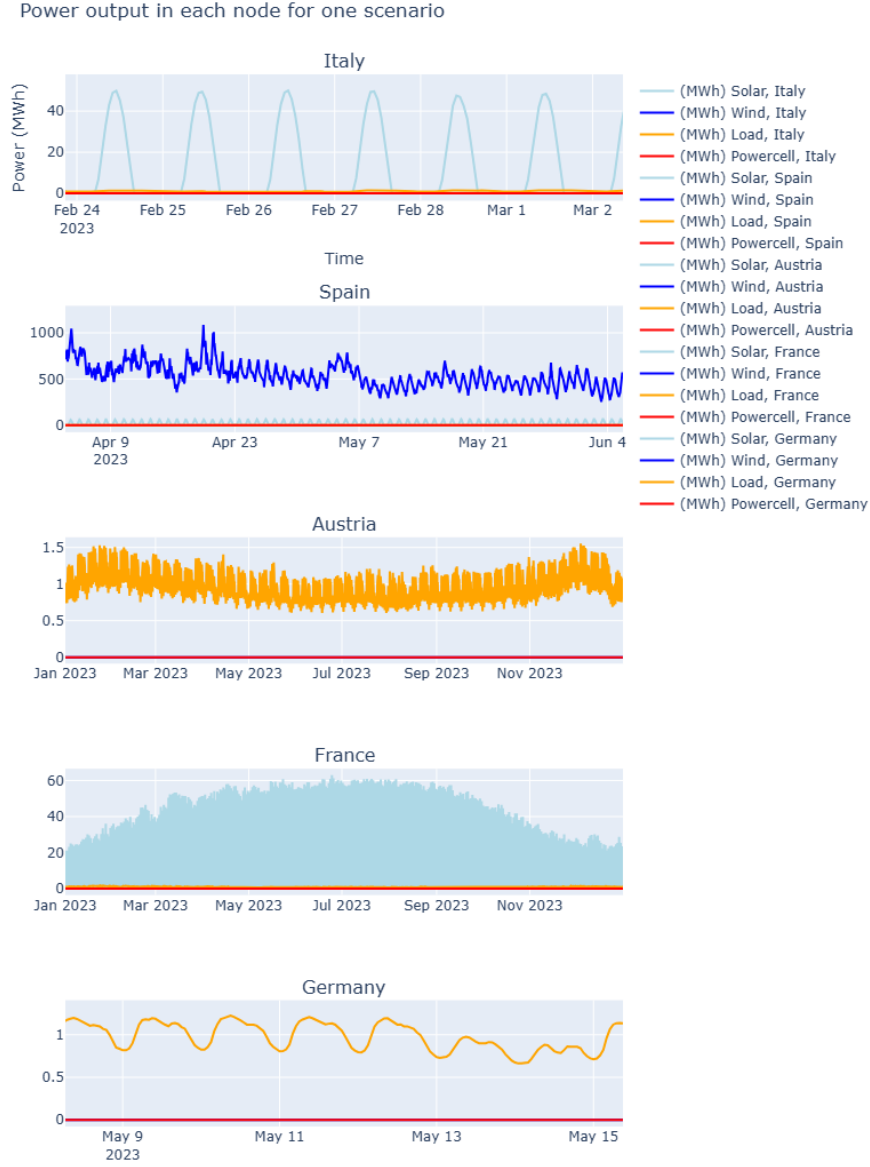 Power output in each node for one scenario
Italy
Power (MWh)
40
20
0
Feb 24
2023
Feb 25
Feb 26
Feb 27
Feb 28
Mar 1
Mar 2
Time
(MWh) Solar, Italy
(MWh) Wind, Italy
(MWh) Load, Italy
(MWh) Powercell, Italy
(MWh) Solar, Spain
(MWh) Wind, Spain
(MWh) Load, Spain
(MWh) Powercell, Spain
(MWh) Solar, Austria
(MWh) Wind, Austria
(MWh) Load, Austria
(MWh) Powercell, Austria
(MWh) Solar, France
(MWh) Wind, France
(MWh) Load, France
(MWh) Powercell, France
(MWh) Solar, Germany
(MWh) Wind, Germany
(MWh) Load, Germany
(MWh) Powercell, Germany
Spain
1000
500
0
Apr 9
2023
Apr 23
May 7
May 21
Jun 4
Austria
1.5
1
0.5
0
Jan 2023
Mar 2023
May 2023
Jul 2023
Sep 2023
Nov 2023
France
60
40
20
0
Jan 2023
Mar 2023
May 2023
Jul 2023
Sep 2023
Nov 2023
Germany
1
0.5
0
May 9
2023
May 11
May 13
May 15